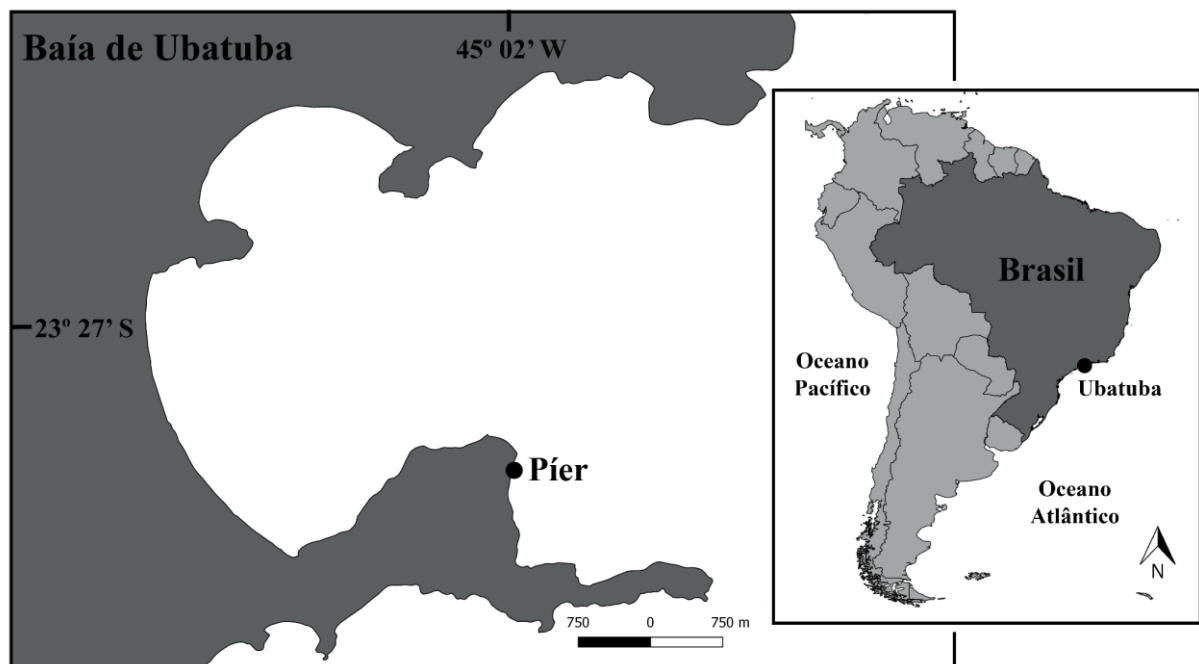 Baía de Ubatuba
45º 02’ W
23º 27’ S
Píer
750 0 750 m
Brasil
Oceano
Pacífico
Ubatuba
Oceano
Atlântico
N